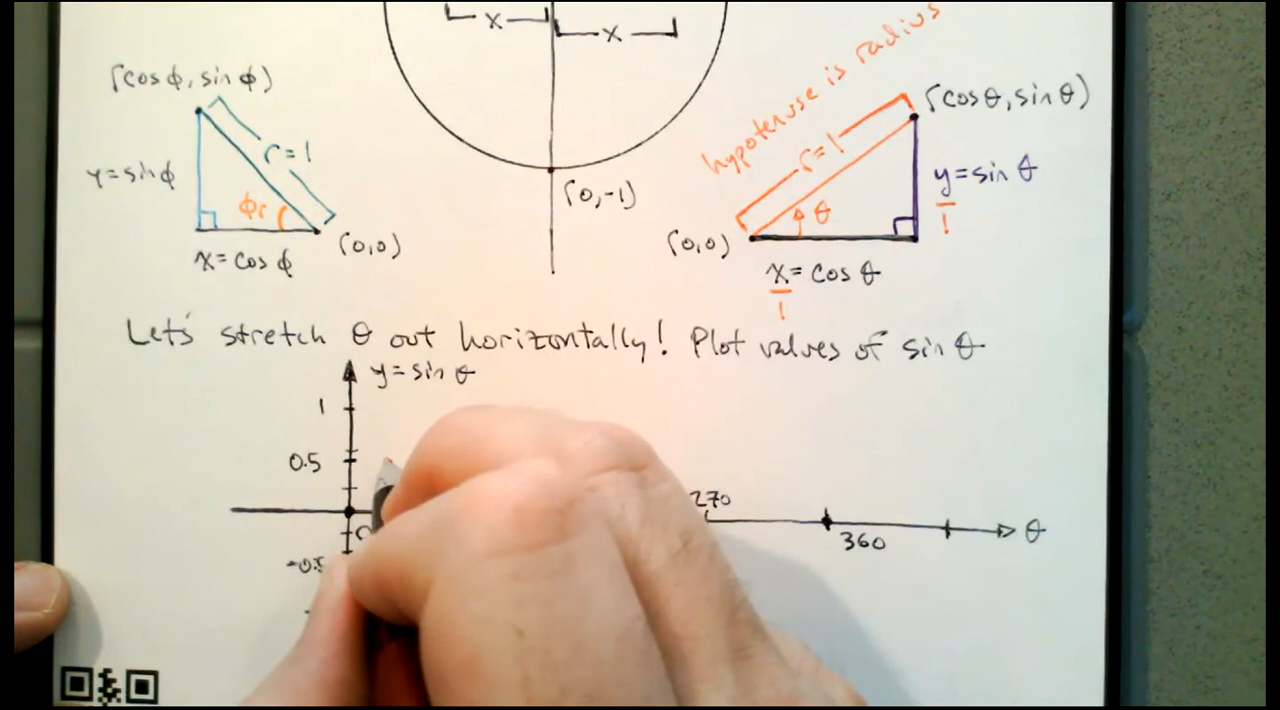 x
x
(cos ϕ, sin ϕ)
r=1
y=sin ϕ
ϕ
(0,0)
x=cos ϕ
(0,-1)
hypotenuse is radius
(cos θ, sin θ)
r=1
y=sin θ
1
θ
(0,0)
x=cos θ
1
Let's stretch θ out horizontally! Plot values of sin θ
y=sin θ
1
0.5
270
360
θ
-0.5